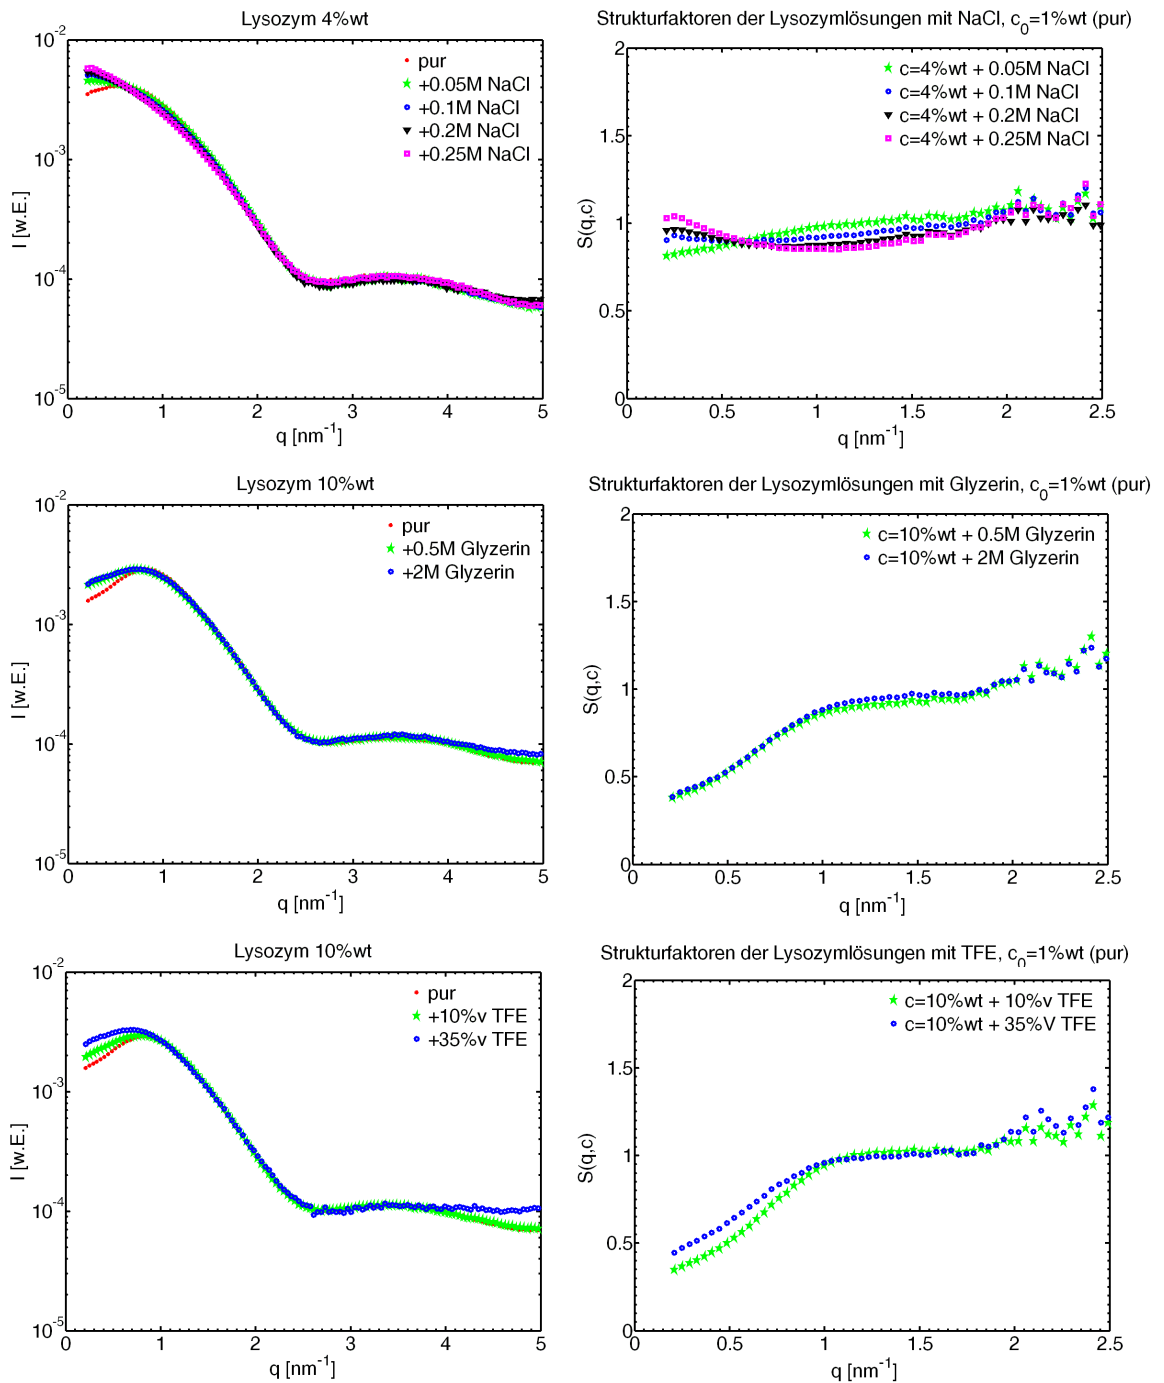 Lysozym 4%wt
I [w.E.]
10^-2
10^-3
10^-4
10^-5
pur
+0.05M NaCl
+0.1M NaCl
+0.2M NaCl
+0.25M NaCl
0 1 2 3 4 5
q [nm^-1]
Strukturfaktoren der Lysozymlösungen mit NaCl, c_0=1%wt (pur)
S(q,c)
2
1.5
1
0.5
0
c=4%wt + 0.05M NaCl
c=4%wt + 0.1M NaCl
c=4%wt + 0.2M NaCl
c=4%wt + 0.25M NaCl
0 0.5 1 1.5 2 2.5
q [nm^-1]
Lysozym 10%wt
I [w.E.]
10^-2
10^-3
10^-4
10^-5
pur
+0.5M Glyzerin
+2M Glyzerin
0 1 2 3 4 5
q [nm^-1]
Strukturfaktoren der Lysozymlösungen mit Glyzerin, c_0=1%wt (pur)
S(q,c)
2
1.5
1
0.5
0
c=10%wt + 0.5M Glyzerin
c=10%wt + 2M Glyzerin
0 0.5 1 1.5 2 2.5
q [nm^-1]
Lysozym 10%wt
I [w.E.]
10^-2
10^-3
10^-4
10^-5
pur
+10%v TFE
+35%v TFE
0 1 2 3 4 5
q [nm^-1]
Strukturfaktoren der Lysozymlösungen mit TFE, c_0=1%wt (pur)
S(q,c)
2
1.5
1
0.5
0
c=10%wt + 10%v TFE
c=10%wt + 35%V TFE
0 0.5 1 1.5 2 2.5
q [nm^-1]